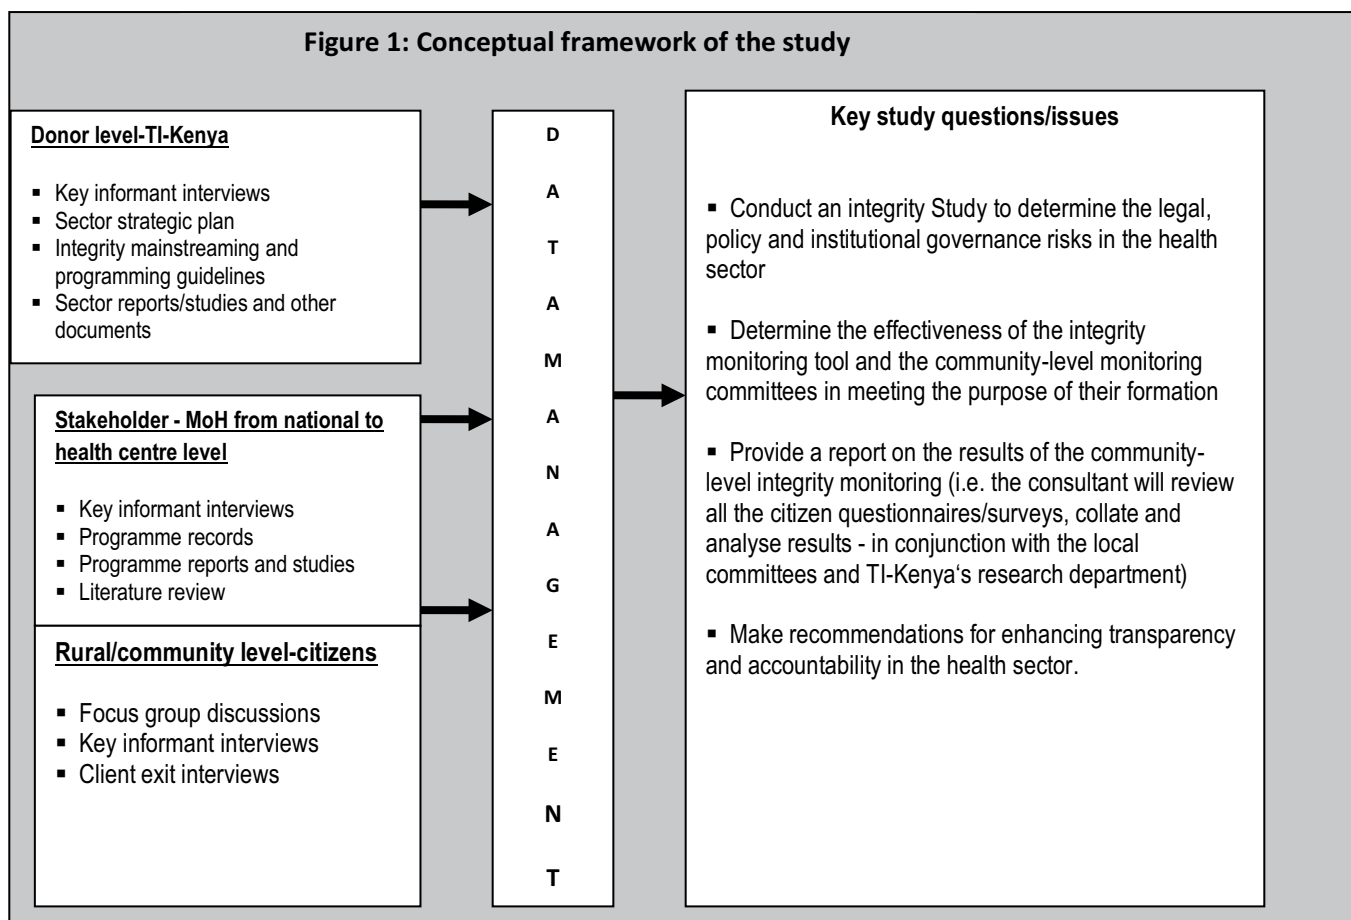 Figure 1: Conceptual framework of the study
Donor level-TI-Kenya
▪ Key informant interviews
▪ Sector strategic plan
▪ Integrity mainstreaming and
programming guidelines
▪ Sector reports/studies and other
documents
Stakeholder - MoH from national to
health centre level
▪ Key informant interviews
▪ Programme records
▪ Programme reports and studies
▪ Literature review
Rural/community level-citizens
▪ Focus group discussions
▪ Key informant interviews
▪ Client exit interviews
D
A
T
A
M
A
N
A
G
E
M
E
N
T
Key study questions/issues
▪ Conduct an integrity Study to determine the legal,
policy and institutional governance risks in the health
sector
▪ Determine the effectiveness of the integrity
monitoring tool and the community-level monitoring
committees in meeting the purpose of their formation
▪ Provide a report on the results of the community-
level integrity monitoring (i.e. the consultant will review
all the citizen questionnaires/surveys, collate and
analyse results - in conjunction with the local
committees and TI-Kenya‘s research department)
▪ Make recommendations for enhancing transparency
and accountability in the health sector.